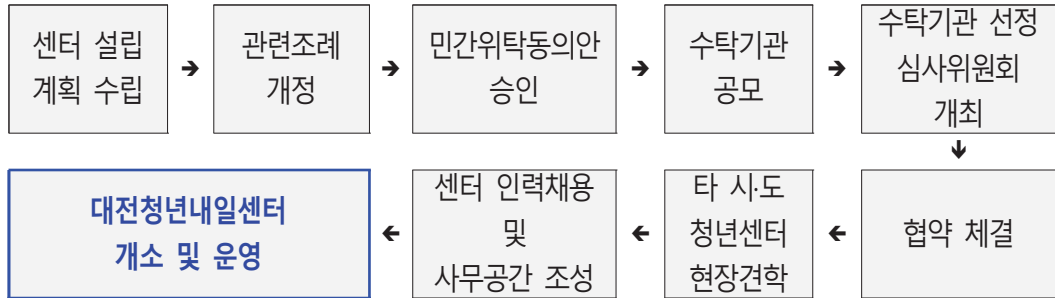 센터 설립
계획 수립
➔
관련조례
개정
➔
민간위탁동의안
승인
➔
수탁기관
공모
➔
수탁기관 선정
심사위원회
개최
➔
협약 체결
➔
타 시·도
청년센터
현장견학
➔
센터 인력채용
및
사무공간 조성
➔
대전청년내일센터
개소 및 운영